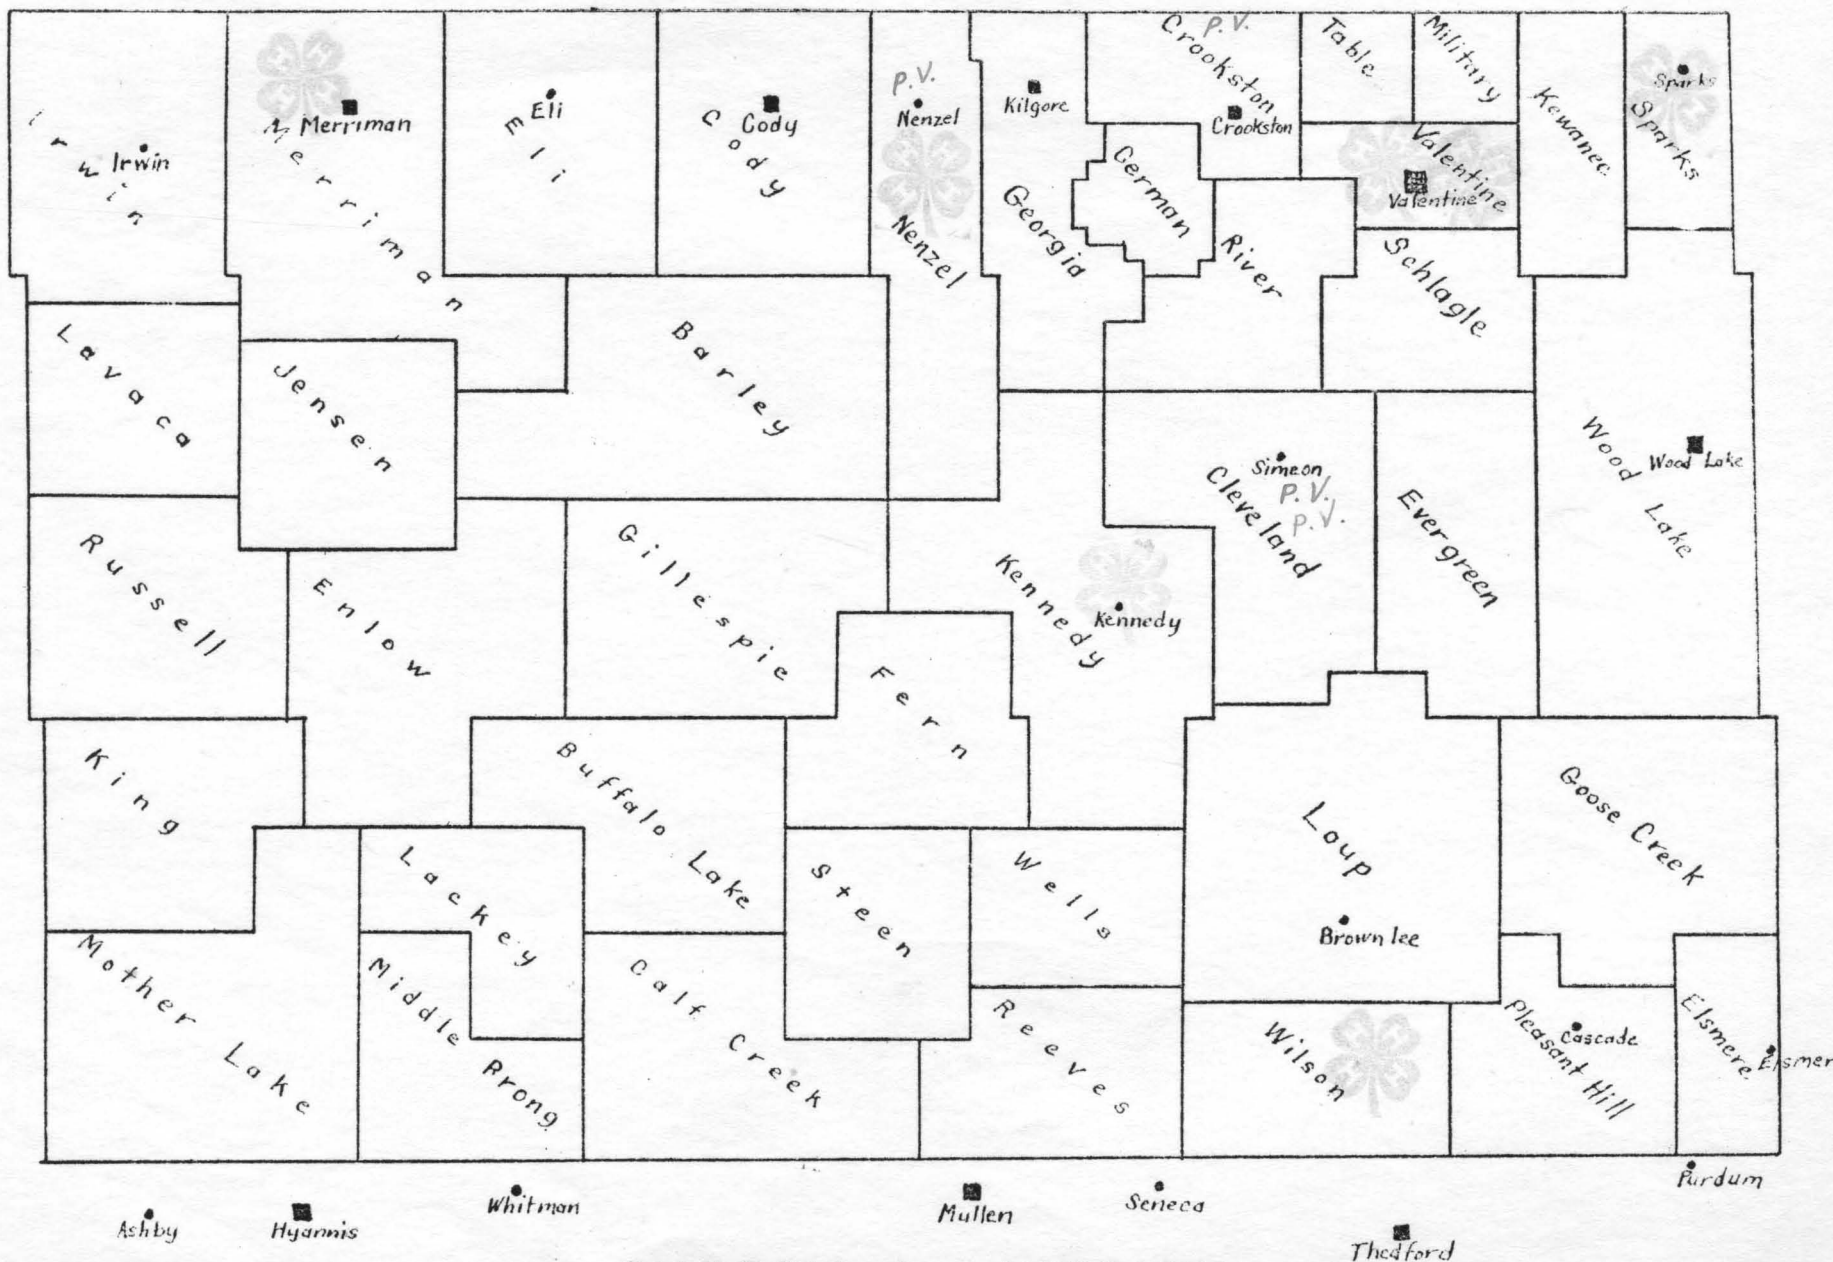 P.V.
Crookston
Table
Military
Sparks
Sparks
Kewanee
P.V.
Nenzel
Nenzel
Kilgore
Crookston
Merriman
Merriman
Eli
Eli
Cody
Cody
Irwin
Irwin
German
Georgia
Valentine
Valentine
River
Schlagle
Lavaca
Jensen
Barley
Wood Lake
Wood Lake
Simeon
P.V.
P.V.
Cleveland
Evergreen
Russell
Enlow
Gillespie
Kennedy
Kennedy
Fern
King
Buffalo Lake
Loup
Goose Creek
Lackey
Steen
Wells
Brownlee
Mother Lake
Middle Prong
Calf Creek
Reeves
Wilson
Pleasant Hill
Cascade
Elsmere
Elsmer
Ashby
Hyannis
Whitman
Mullen
Seneca
Thedford
Purdum
H H H H
H H H H
H H H H
H H H H
H H H H
H H H H
H H H H